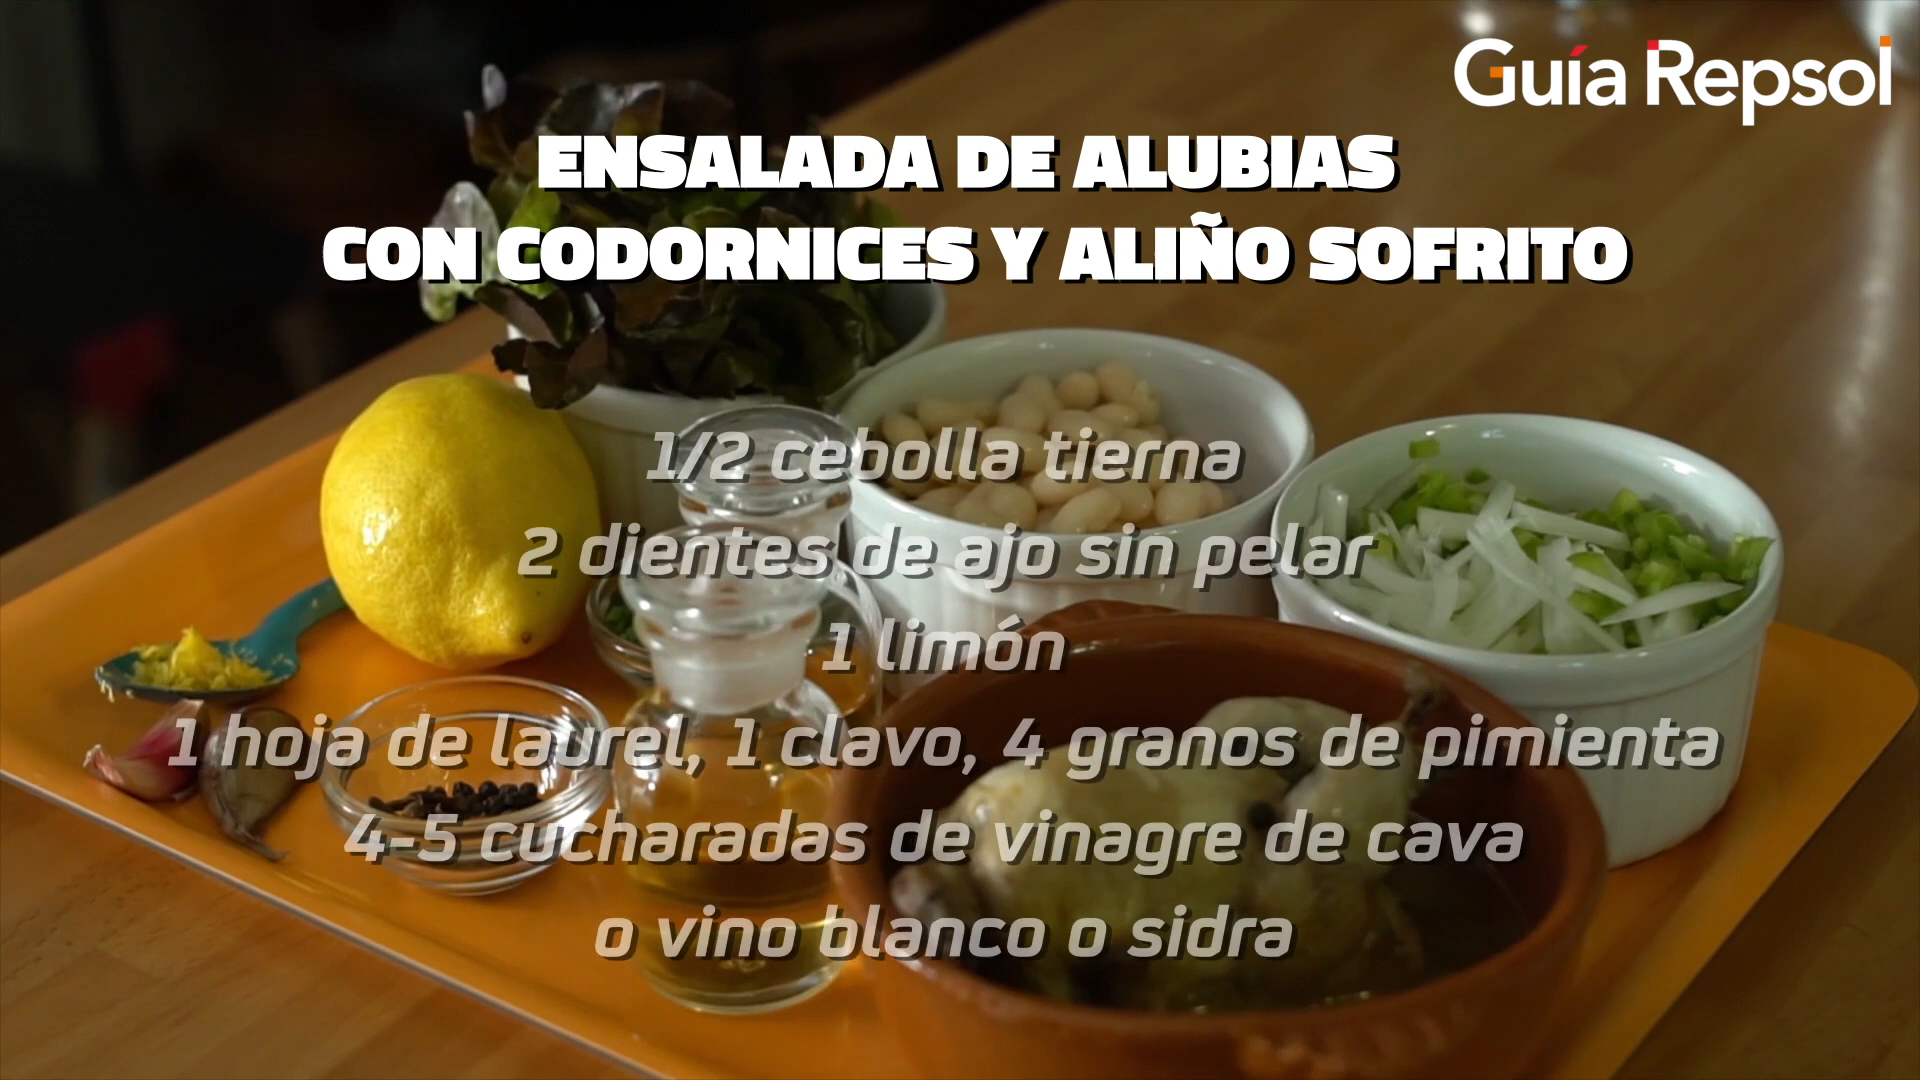 Guía Repsol
ENSALADA DE ALUBIAS
CON CODORNICES Y ALIÑO SOFRITO
1/2 cebolla tierna
2 dientes de ajo sin pelar
1 limón
1 hoja de laurel, 1 clavo, 4 granos de pimienta
4-5 cucharadas de vinagre de cava
o vino blanco o sidra